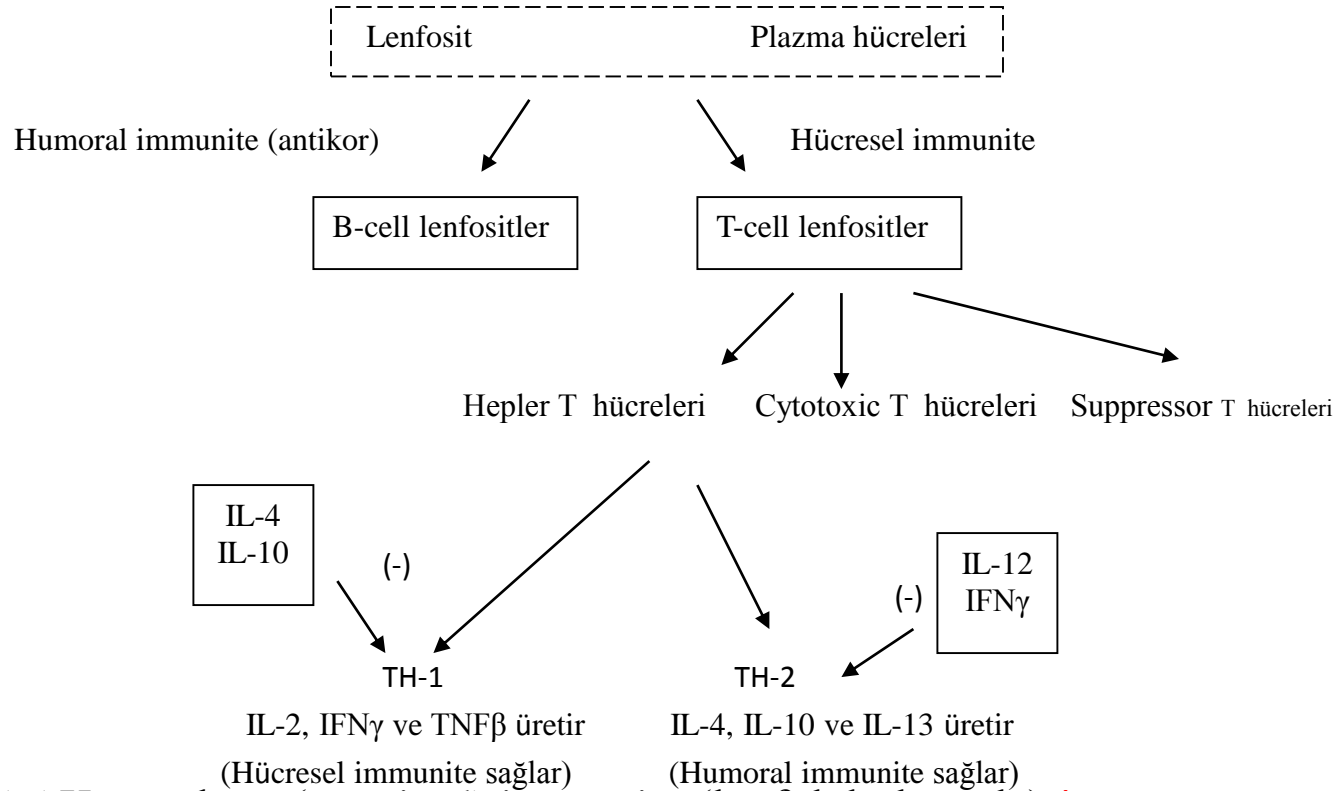 Lenfosit Plazma hücreleri
Humoral immunite (antikor) Hücresel immunite
B-cell lenfositler T-cell lenfositler
Hepler T hücreleri Cytotoxic T hücreleri Suppressor T hücreleri
IL-4
IL-10
(-)
IL-12
IFNγ
(-)
TH-1 TH-2
IL-2, IFNγ ve TNFβ üretir IL-4, IL-10 ve IL-13 üretir
(Hücresel immunite sağlar) (Humoral immunite sağlar)